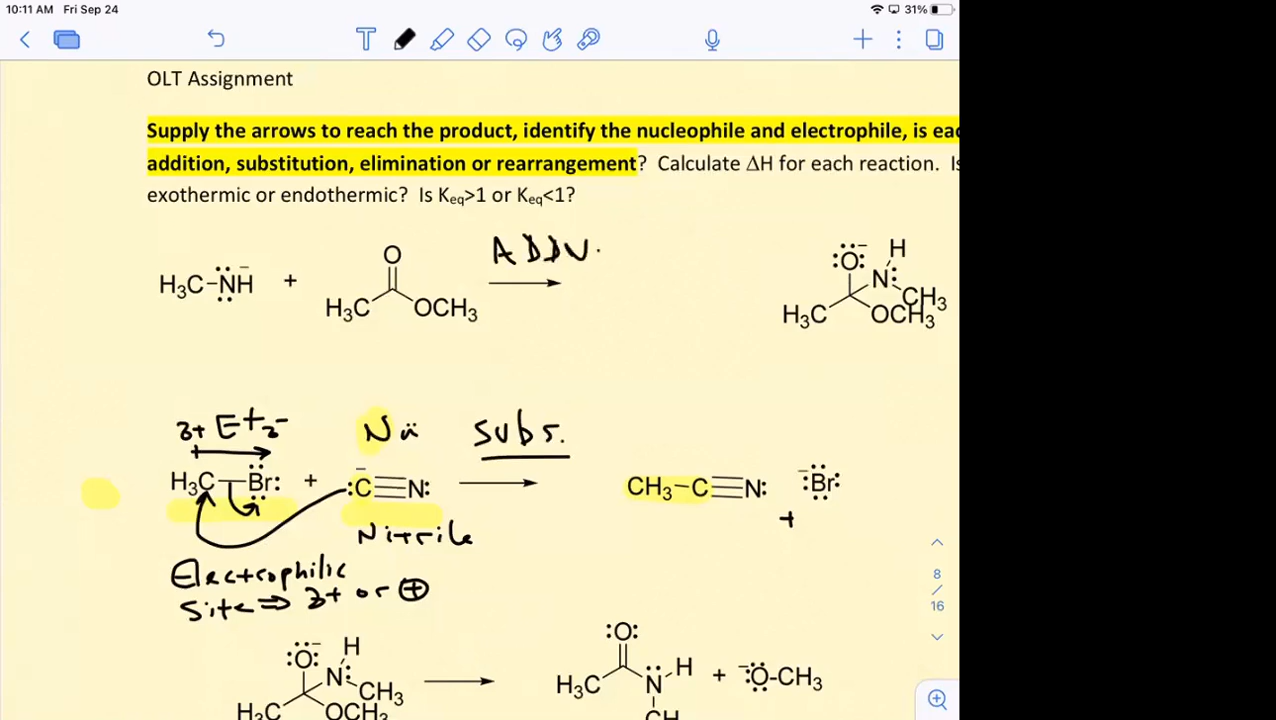 10:11 AM Fri Sep 24
31%
T
OLT Assignment
Supply the arrows to reach the product, identify the nucleophile and electrophile, is eac
addition, substitution, elimination or rearrangement? Calculate ΔH for each reaction. Is
exothermic or endothermic? Is Keq>1 or Keq<1?
ADDN.
H₃C-N̈H⁻ + O H₃C OCH₃
:Ö:⁻ H N: CH₃ H₃C OCH₃
δ+ E+ δ-
Nü
Subs.
H₃C-Br: + :C≡N:⁻
CH₃-C≡N: ⁻:Br:
+
Nitrile
Electrophilic
Site ⇒ δ+ or ⊕
8
/
16
:Ö:⁻ H N: CH₃ H₃C OCH₃
:O: H₃C N H CH + ⁻:Ö-CH₃